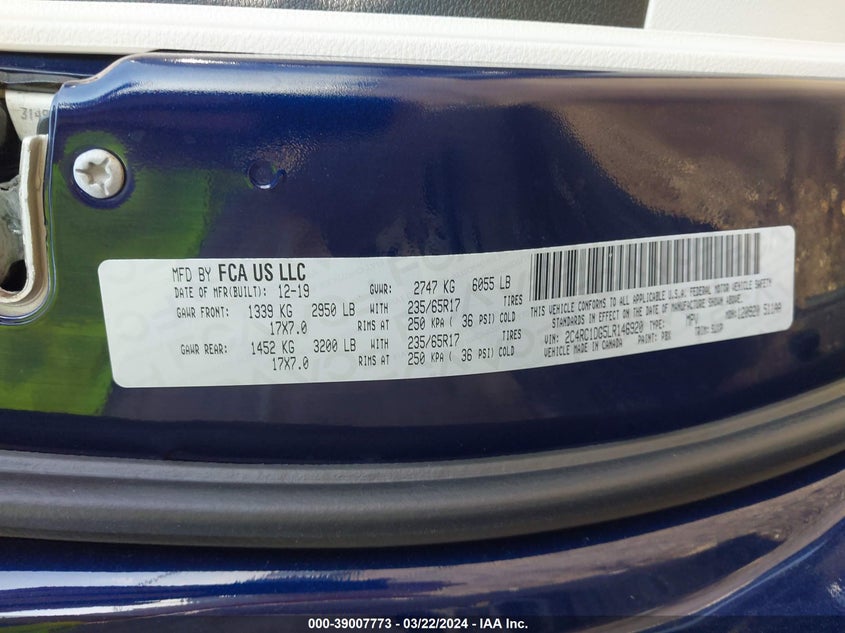 3149
MFD BY FCA US LLC
DATE OF MFR(BUILT): 12-19 GVWR: 2747 KG 6055 LB
GAWR FRONT: 1339 KG 2950 LB WITH 235/65R17 TIRES
17X7.0 RIMS AT 250 KPA ( 36 PSI) COLD
GAWR REAR: 1452 KG 3200 LB WITH 235/65R17 TIRES
17X7.0 RIMS AT 250 KPA ( 36 PSI) COLD
THIS VEHICLE CONFORMS TO ALL APPLICABLE U.S.A. FEDERAL MOTOR VEHICLE SAFETY
STANDARDS IN EFFECT ON THE DATE OF MANUFACTURE SHOWN ABOVE.
VIN: 2C4RC1DG5LR146920 TYPE: MPV MDH: 120920 511AA
VEHICLE MADE IN CANADA PAINT: PBX TRIM:
000-39007773 - 03/22/2024 - IAA Inc.